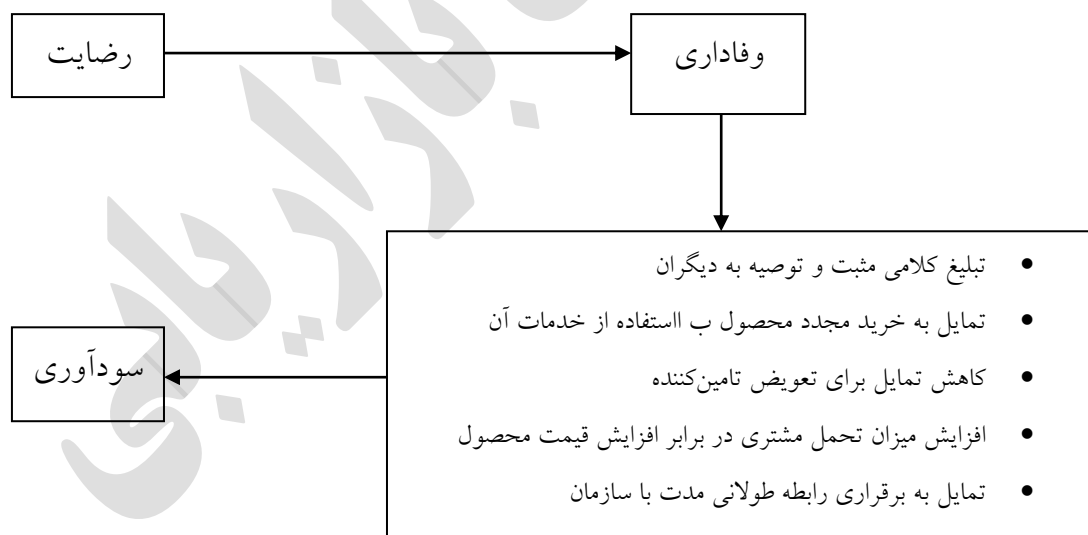 رضایت
وفاداری
• تبلیغ کلامی مثبت و توصیه به دیگران
• تمایل به خرید مجدد محصول ب ااستفاده از خدمات آن
• کاهش تمایل برای تعویض تامین‌کننده
• افزایش میزان تحمل مشتری در برابر افزایش قیمت محصول
• تمایل به برقراری رابطه طولانی مدت با سازمان
سودآوری
بازاریابی